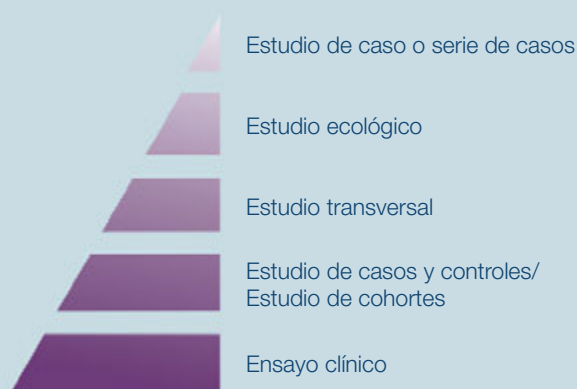 Estudio de caso o serie de casos
Estudio ecológico
Estudio transversal
Estudio de casos y controles/
Estudio de cohortes
Ensayo clínico